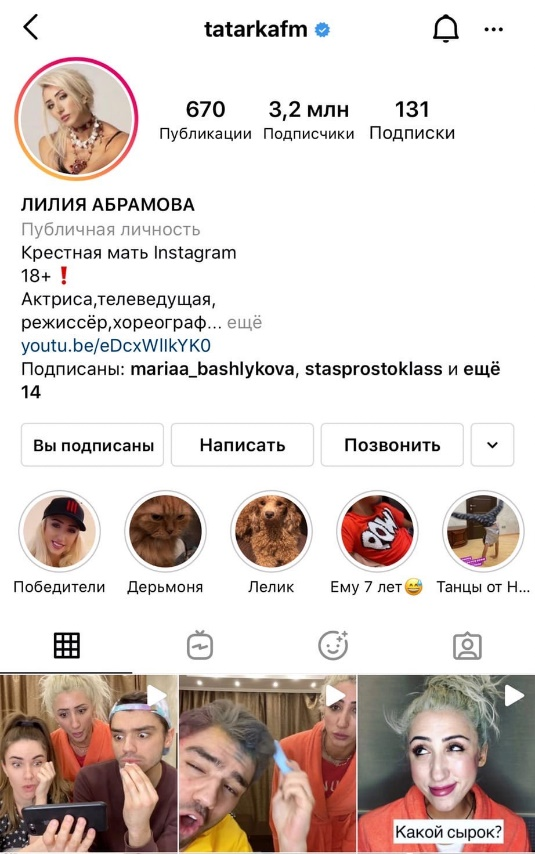 tatarkafm
670 3,2 млн 131
Публикации Подписчики Подписки
ЛИЛИЯ АБРАМОВА
Публичная личность
Крестная мать Instagram
18+❗
Актриса,телеведущая,
режиссёр,хореограф... ещё
youtu.be/eDcxWIlkYK0
Подписаны: mariaa_bashlykova, stasprostoklass и ещё
14
Вы подписаны Написать Позвонить
POW!
Победители Дерьмоня Лелик Ему 7 лет😅 Танцы от Н...
Какой сырок?